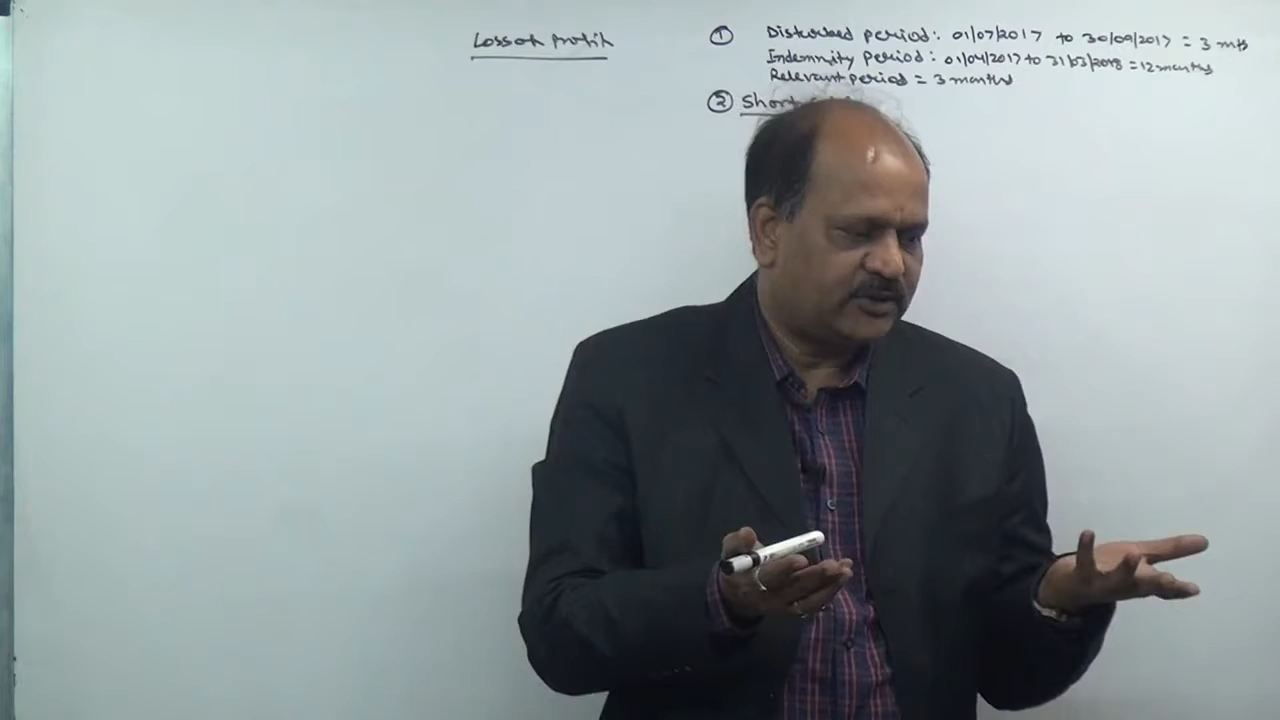 Loss of Profit
① Disturbed period: 01/07/2017 to 30/09/2017 = 3 mts
Indemnity period: 01/04/2017 to 31/03/2018 = 12 months
Relevant period = 3 months
② Short